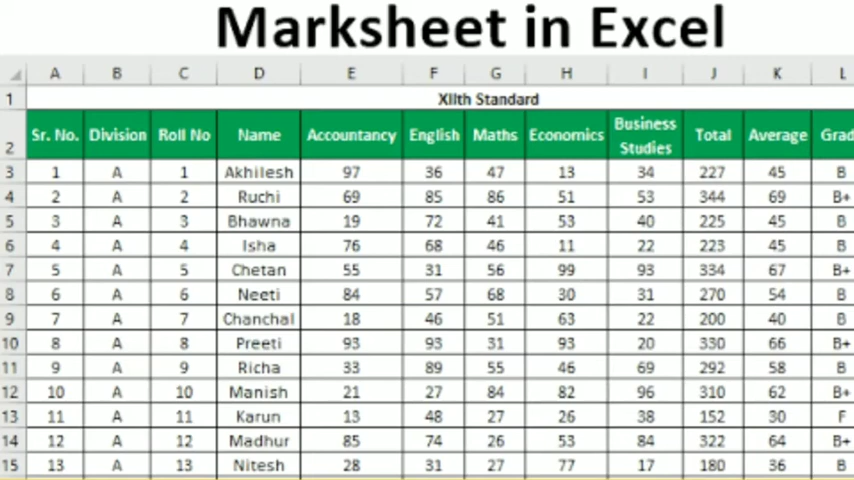 Marksheet in Excel
A B C D E F G H I J K L
1 XIIth Standard
2 Sr. No. Division Roll No Name Accountancy English Maths Economics Business Studies Total Average Grad
3 1 A 1 Akhilesh 97 36 47 13 34 227 45 B
4 2 A 2 Ruchi 69 85 86 51 53 344 69 B+
5 3 A 3 Bhawna 19 72 41 53 40 225 45 B
6 4 A 4 Isha 76 68 46 11 22 223 45 B
7 5 A 5 Chetan 55 31 56 99 93 334 67 B+
8 6 A 6 Neeti 84 57 68 30 31 270 54 B
9 7 A 7 Chanchal 18 46 51 63 22 200 40 B
10 8 A 8 Preeti 93 93 31 93 20 330 66 B+
11 9 A 9 Richa 33 89 55 46 69 292 58 B
12 10 A 10 Manish 21 27 84 82 96 310 62 B+
13 11 A 11 Karun 13 48 27 26 38 152 30 F
14 12 A 12 Madhur 85 74 26 53 84 322 64 B+
15 13 A 13 Nitesh 28 31 27 77 17 180 36 B